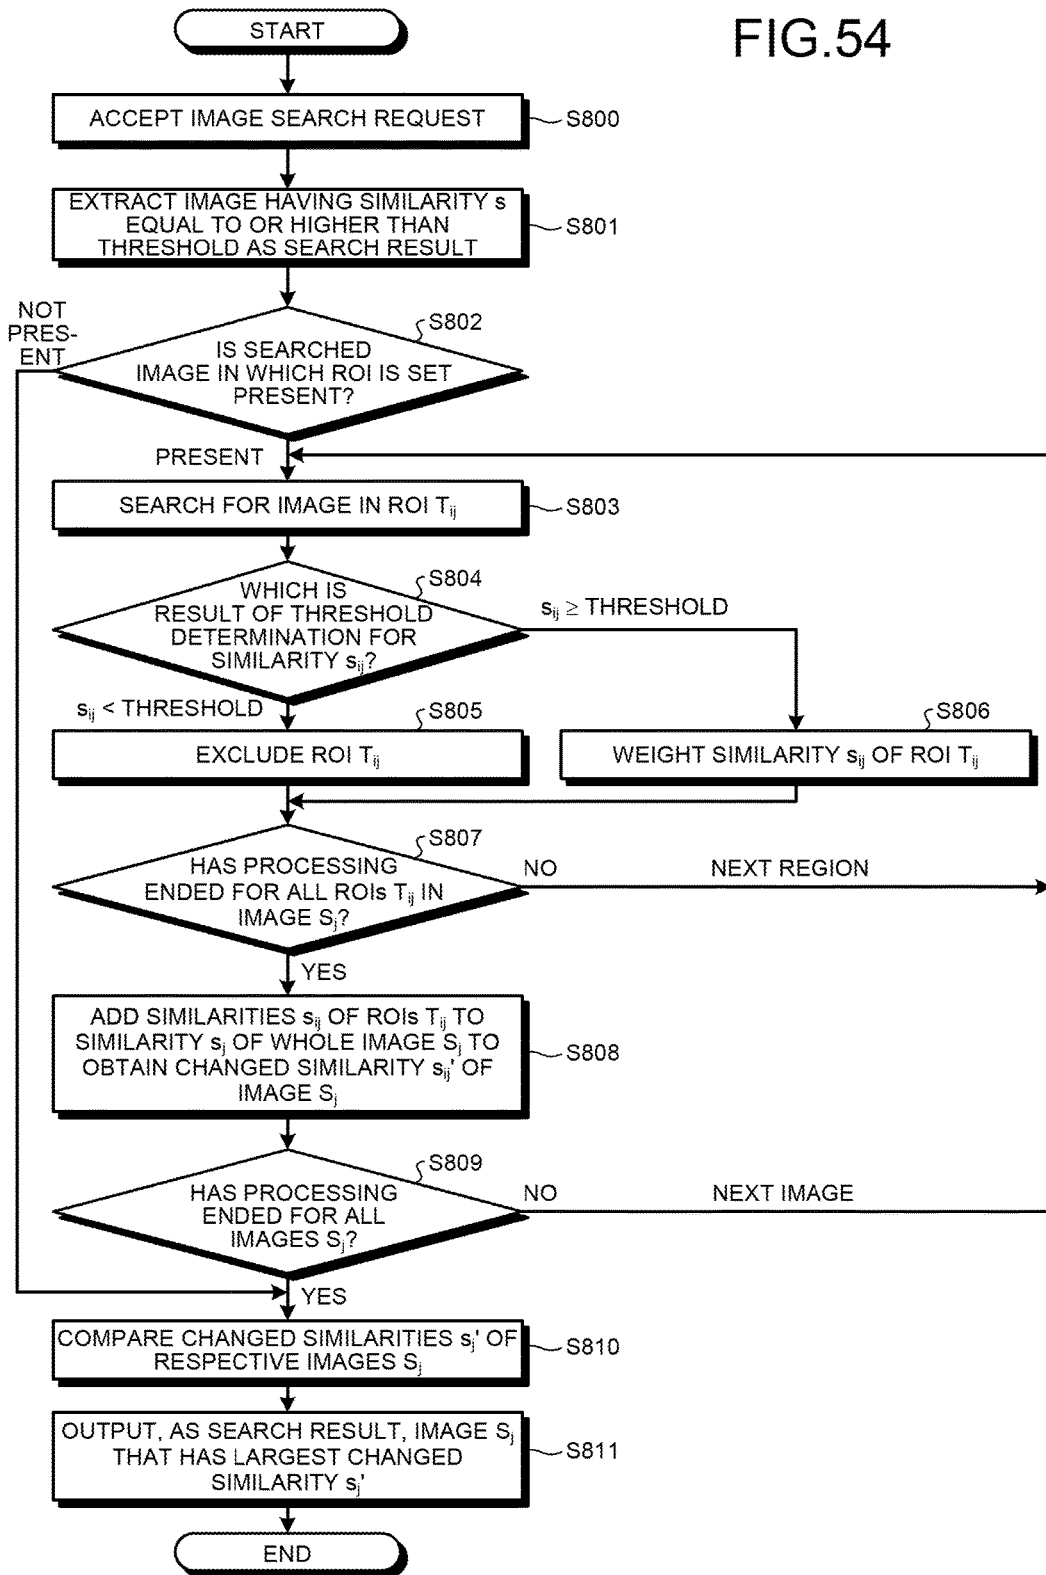 FIG.54
START
ACCEPT IMAGE SEARCH REQUEST
S800
EXTRACT IMAGE HAVING SIMILARITY s
EQUAL TO OR HIGHER THAN
THRESHOLD AS SEARCH RESULT
S801
NOT
PRES-
ENT
S802
IS SEARCHED
IMAGE IN WHICH ROI IS SET
PRESENT?
PRESENT
SEARCH FOR IMAGE IN ROI Tij
S803
S804
WHICH IS
RESULT OF THRESHOLD
DETERMINATION FOR
SIMILARITY sij?
sij ≥ THRESHOLD
sij < THRESHOLD
S805
EXCLUDE ROI Tij
S806
WEIGHT SIMILARITY sij OF ROI Tij
S807
HAS PROCESSING
ENDED FOR ALL ROIs Tij IN
IMAGE Sj?
NO
NEXT REGION
YES
ADD SIMILARITIES sij OF ROIs Tij TO
SIMILARITY sj OF WHOLE IMAGE Sj TO
OBTAIN CHANGED SIMILARITY sij' OF
IMAGE Sj
S808
S809
HAS PROCESSING
ENDED FOR ALL
IMAGES Sj?
NO
NEXT IMAGE
YES
COMPARE CHANGED SIMILARITIES sj' OF
RESPECTIVE IMAGES Sj
S810
OUTPUT, AS SEARCH RESULT, IMAGE Sj
THAT HAS LARGEST CHANGED
SIMILARITY sj'
S811
END